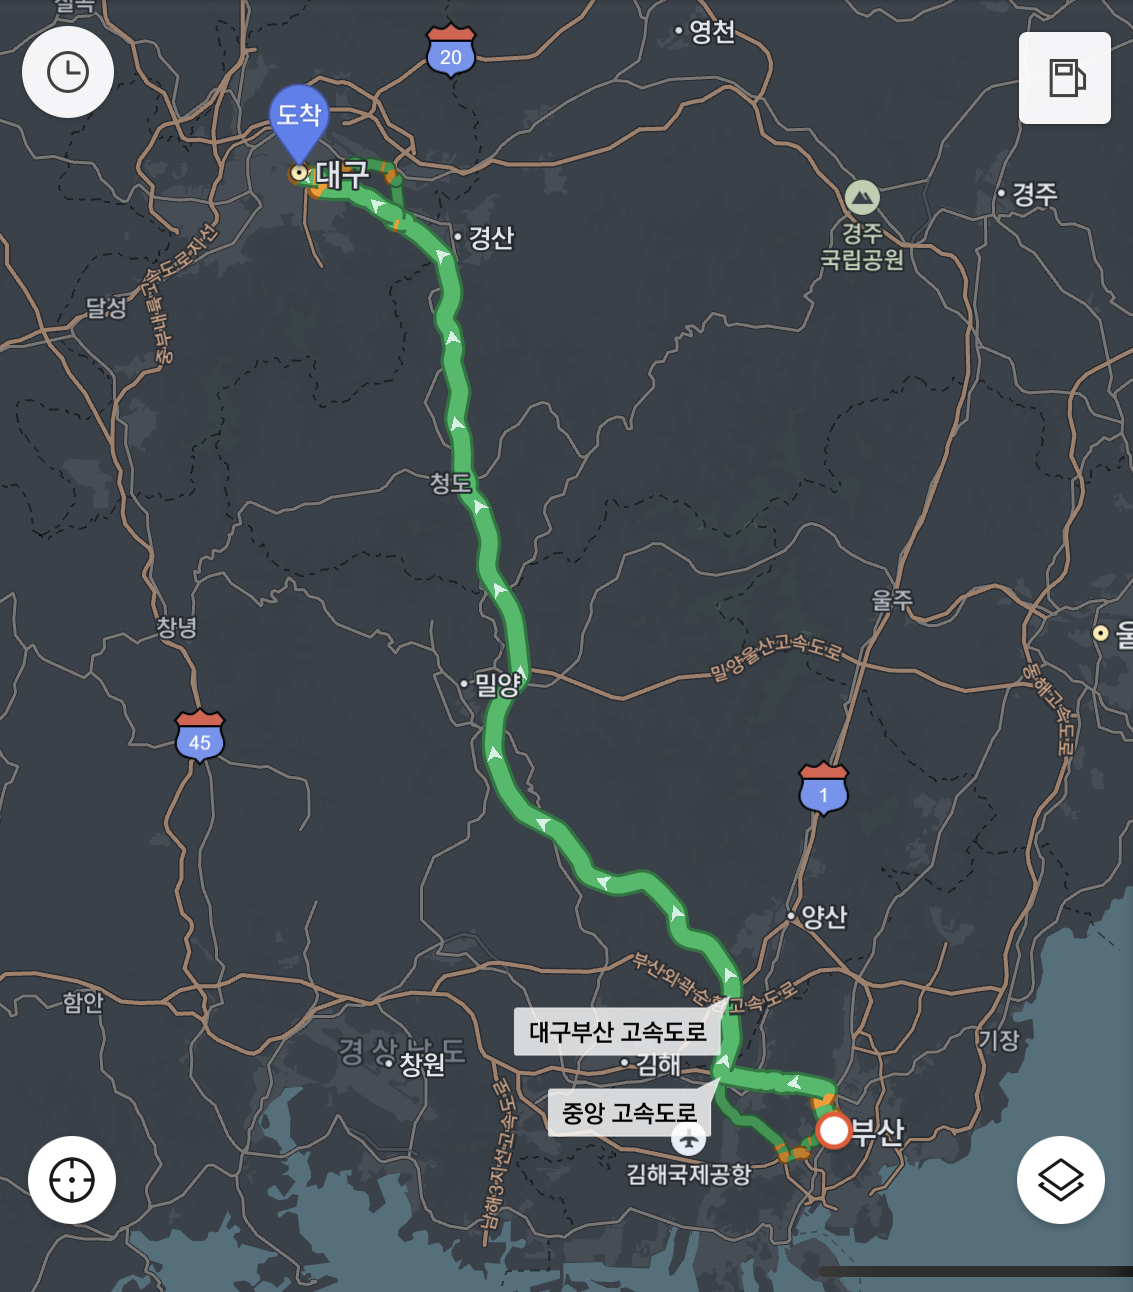 칠곡
영천
20
도착
대구
경주
경산
경주
국립공원
중부내륙고속도로지선
달성
청도
울주
창녕
울
밀양울산고속도로
밀양
동해고속도로
45
1
양산
부산외곽순환고속도로
함안
대구부산 고속도로
기장
경상남도
창원
김해
중앙 고속도로
부산
남해3지선고속도로
김해국제공항